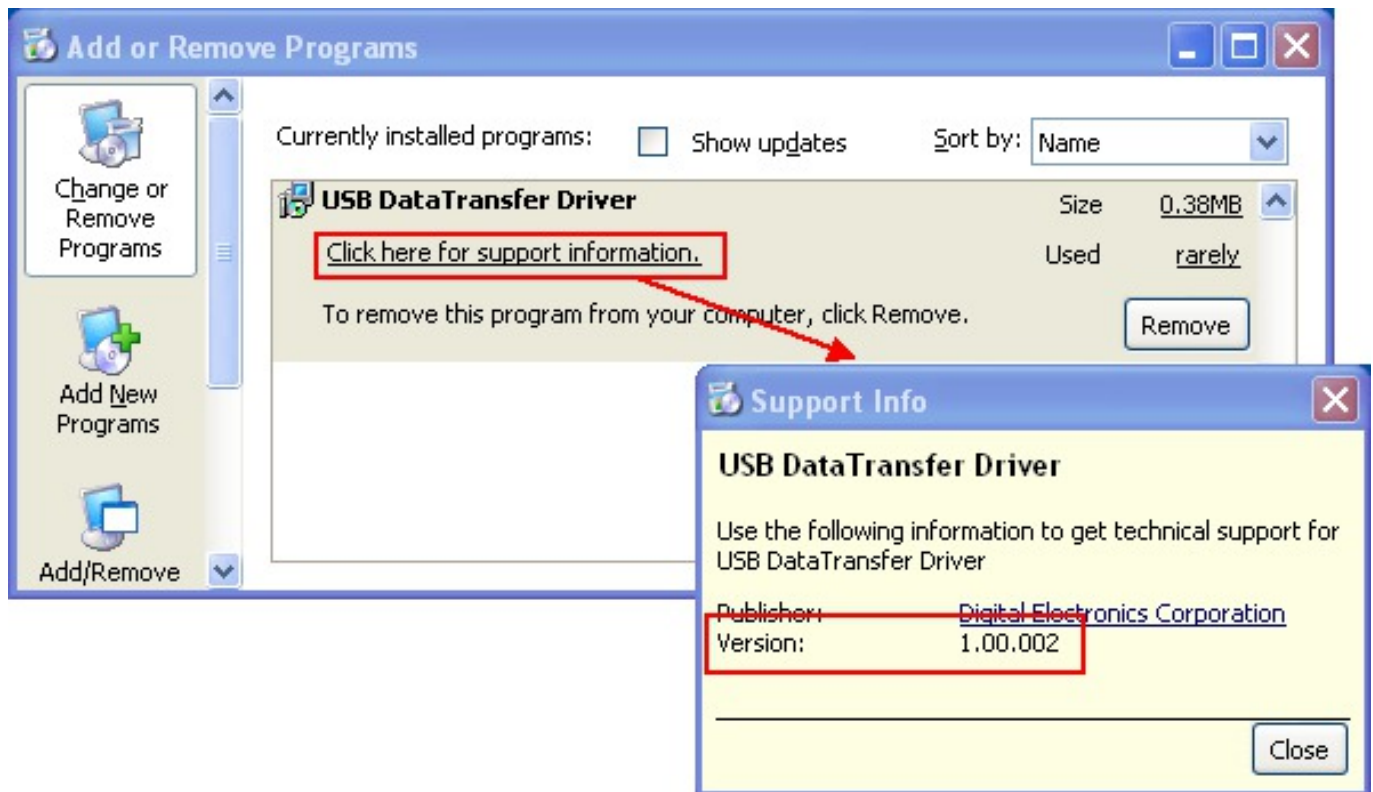 Add or Remove Programs
Change or
Remove
Programs
Add New
Programs
Add/Remove
Currently installed programs:
Show updates
Sort by:
Name
USB DataTransfer Driver
Size
0.38MB
Click here for support information.
Used
rarely
To remove this program from your computer, click Remove.
Remove
Support Info
USB DataTransfer Driver
Use the following information to get technical support for
USB DataTransfer Driver
Publisher:
Digital Electronics Corporation
Version:
1.00.002
Close